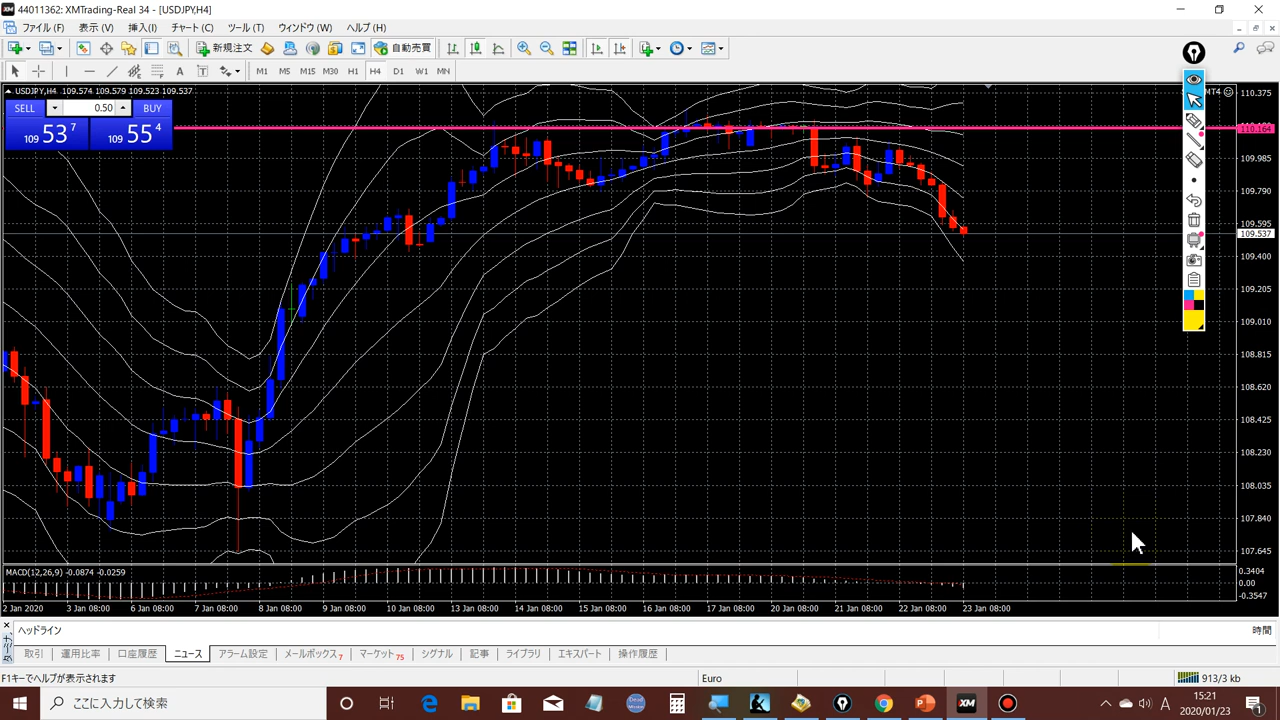 44011362: XMTrading-Real 34 - [USDJPY,H4]
ファイル (F) 表示 (V) 挿入(I) チャート (C) ツール (T) ウィンドウ (W) ヘルプ (H)
新規注文 自動売買
M1 M5 M15 M30 H1 H4 D1 W1 MN
USDJPY,H4 109.574 109.579 109.523 109.537
MT4
SELL 0.50 BUY
109 53 7 109 55 4
110.375
110.164
109.985
109.790
109.595
109.537
109.400
109.205
109.010
108.815
108.620
108.425
108.230
108.035
107.840
107.645
MACD(12,26,9) -0.0874 -0.0259
0.3404
0.00
-0.3547
2 Jan 2020 3 Jan 08:00 6 Jan 08:00 7 Jan 08:00 8 Jan 08:00 9 Jan 08:00 10 Jan 08:00 13 Jan 08:00 14 Jan 08:00 15 Jan 08:00 16 Jan 08:00 17 Jan 08:00 20 Jan 08:00 21 Jan 08:00 22 Jan 08:00 23 Jan 08:00
ヘッドライン 時間
取引 運用比率 口座履歴 ニュース アラーム設定 メールボックス 7 マーケット 75 シグナル 記事 ライブラリ エキスパート 操作履歴
F1キーでヘルプが表示されます Euro 913/3 kb
ここに入力して検索
XM
A
15:21
2020/01/23
1